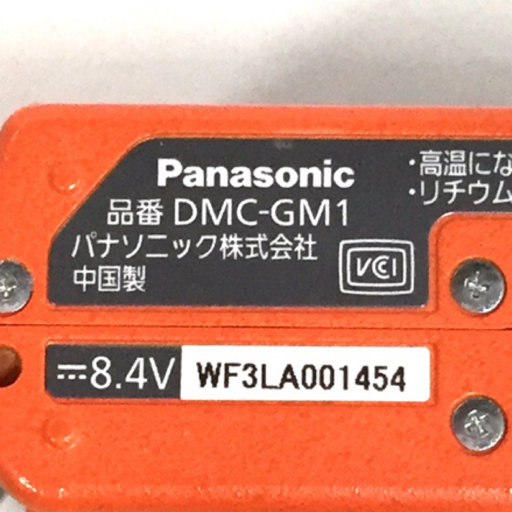 Panasonic
品番 DMC-GM1
パナソニック株式会社
中国製
VCCI
・高温にな
・リチウム
⎓8.4V
WF3LA001454